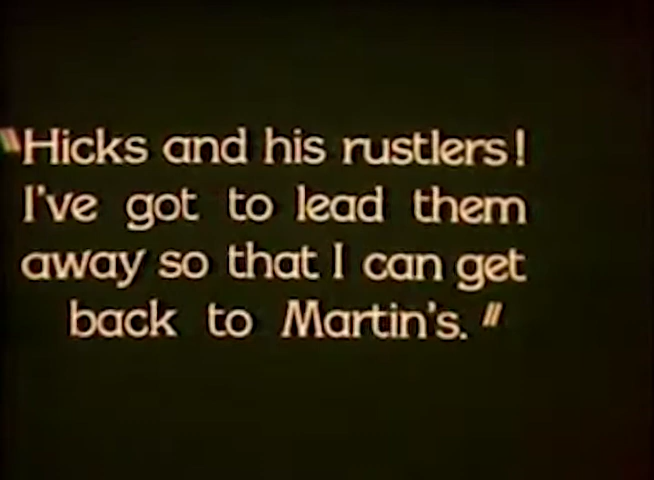 "Hicks and his rustlers!
I've got to lead them
away so that I can get
back to Martin's."